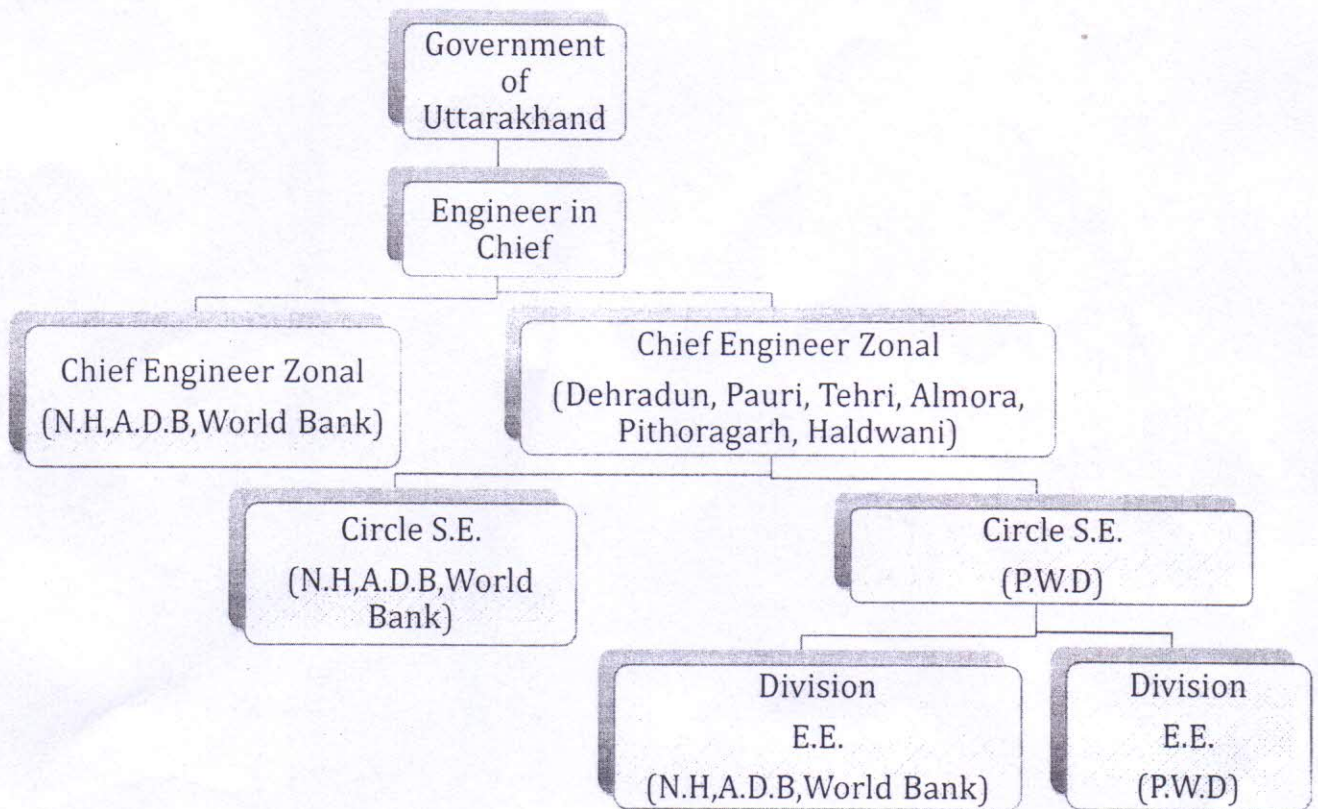 Government
of
Uttarakhand
Engineer in
Chief
Chief Engineer Zonal
(N.H,A.D.B,World Bank)
Chief Engineer Zonal
(Dehradun, Pauri, Tehri, Almora,
Pithoragarh, Haldwani)
Circle S.E.
(N.H,A.D.B,World
Bank)
Circle S.E.
(P.W.D)
Division
E.E.
(N.H,A.D.B,World Bank)
Division
E.E.
(P.W.D)